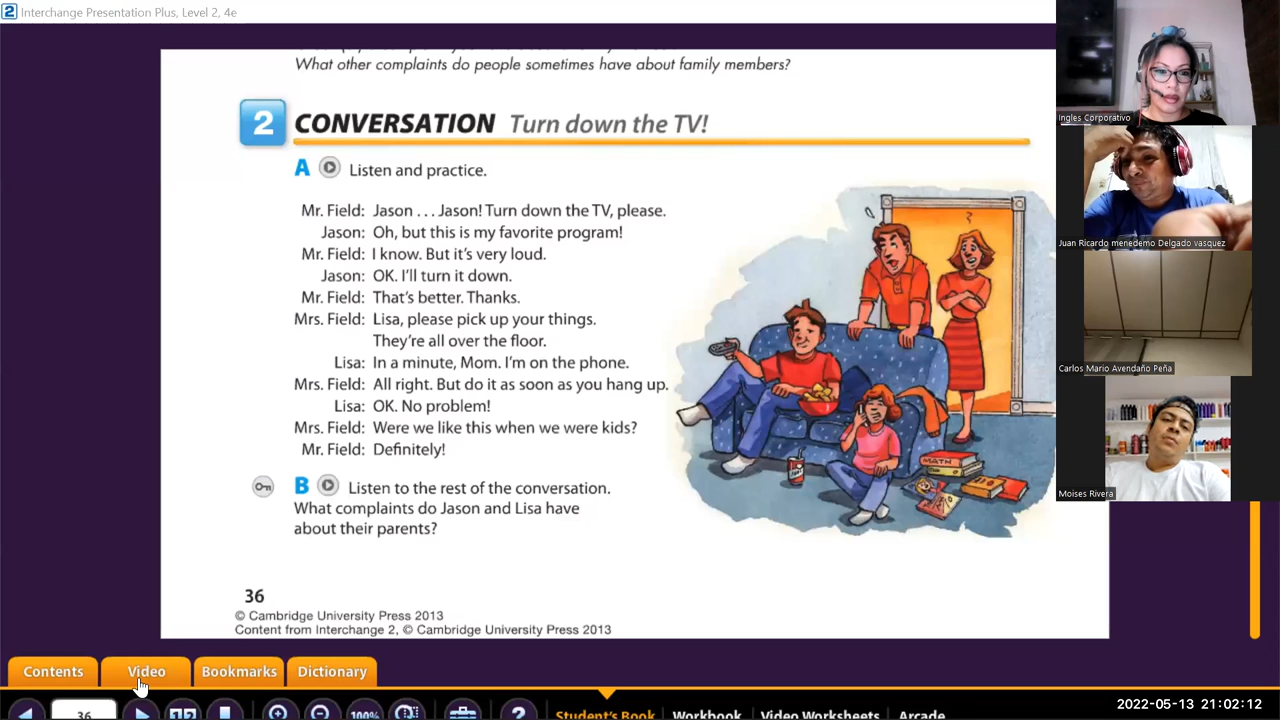 Interchange Presentation Plus, Level 2, 4e
What other complaints do people sometimes have about family members?
2 CONVERSATION Turn down the TV!
A Listen and practice.
Mr. Field: Jason . . . Jason! Turn down the TV, please.
Jason: Oh, but this is my favorite program!
Mr. Field: I know. But it's very loud.
Jason: OK. I'll turn it down.
Mr. Field: That's better. Thanks.
Mrs. Field: Lisa, please pick up your things.
They're all over the floor.
Lisa: In a minute, Mom. I'm on the phone.
Mrs. Field: All right. But do it as soon as you hang up.
Lisa: OK. No problem!
Mrs. Field: Were we like this when we were kids?
Mr. Field: Definitely!
B Listen to the rest of the conversation.
What complaints do Jason and Lisa have
about their parents?
MATH
36
© Cambridge University Press 2013
Content from Interchange 2, © Cambridge University Press 2013
Contents Video Bookmarks Dictionary
36 100% ? Student's Book Workbook Video Worksheets Arcade
Ingles Corporativo
Juan Ricardo menedemo Delgado vasquez
Carlos Mario Avendaño Peña
Moises Rivera
2022-05-13 21:02:12